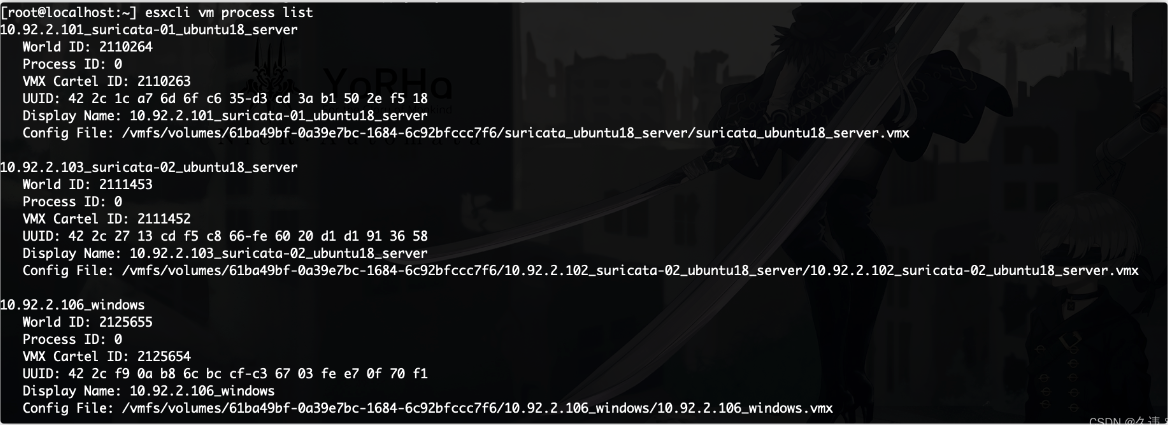 [root@localhost:~] esxcli vm process list
10.92.2.101_suricata-01_ubuntu18_server
   World ID: 2110264
   Process ID: 0
   VMX Cartel ID: 2110263
   UUID: 42 2c 1c a7 6d 6f c6 35-d3 cd 3a b1 50 2e f5 18
   Display Name: 10.92.2.101_suricata-01_ubuntu18_server
   Config File: /vmfs/volumes/61ba49bf-0a39e7bc-1684-6c92bfccc7f6/suricata_ubuntu18_server/suricata_ubuntu18_server.vmx

10.92.2.103_suricata-02_ubuntu18_server
   World ID: 2111453
   Process ID: 0
   VMX Cartel ID: 2111452
   UUID: 42 2c 27 13 cd f5 c8 66-fe 60 20 d1 d1 91 36 58
   Display Name: 10.92.2.103_suricata-02_ubuntu18_server
   Config File: /vmfs/volumes/61ba49bf-0a39e7bc-1684-6c92bfccc7f6/10.92.2.102_suricata-02_ubuntu18_server/10.92.2.102_suricata-02_ubuntu18_server.vmx

10.92.2.106_windows
   World ID: 2125655
   Process ID: 0
   VMX Cartel ID: 2125654
   UUID: 42 2c f9 0a b8 6c bc cf-c3 67 03 fe e7 0f 70 f1
   Display Name: 10.92.2.106_windows
   Config File: /vmfs/volumes/61ba49bf-0a39e7bc-1684-6c92bfccc7f6/10.92.2.106_windows/10.92.2.106_windows.vmx
YoRHa
CSDN @久违